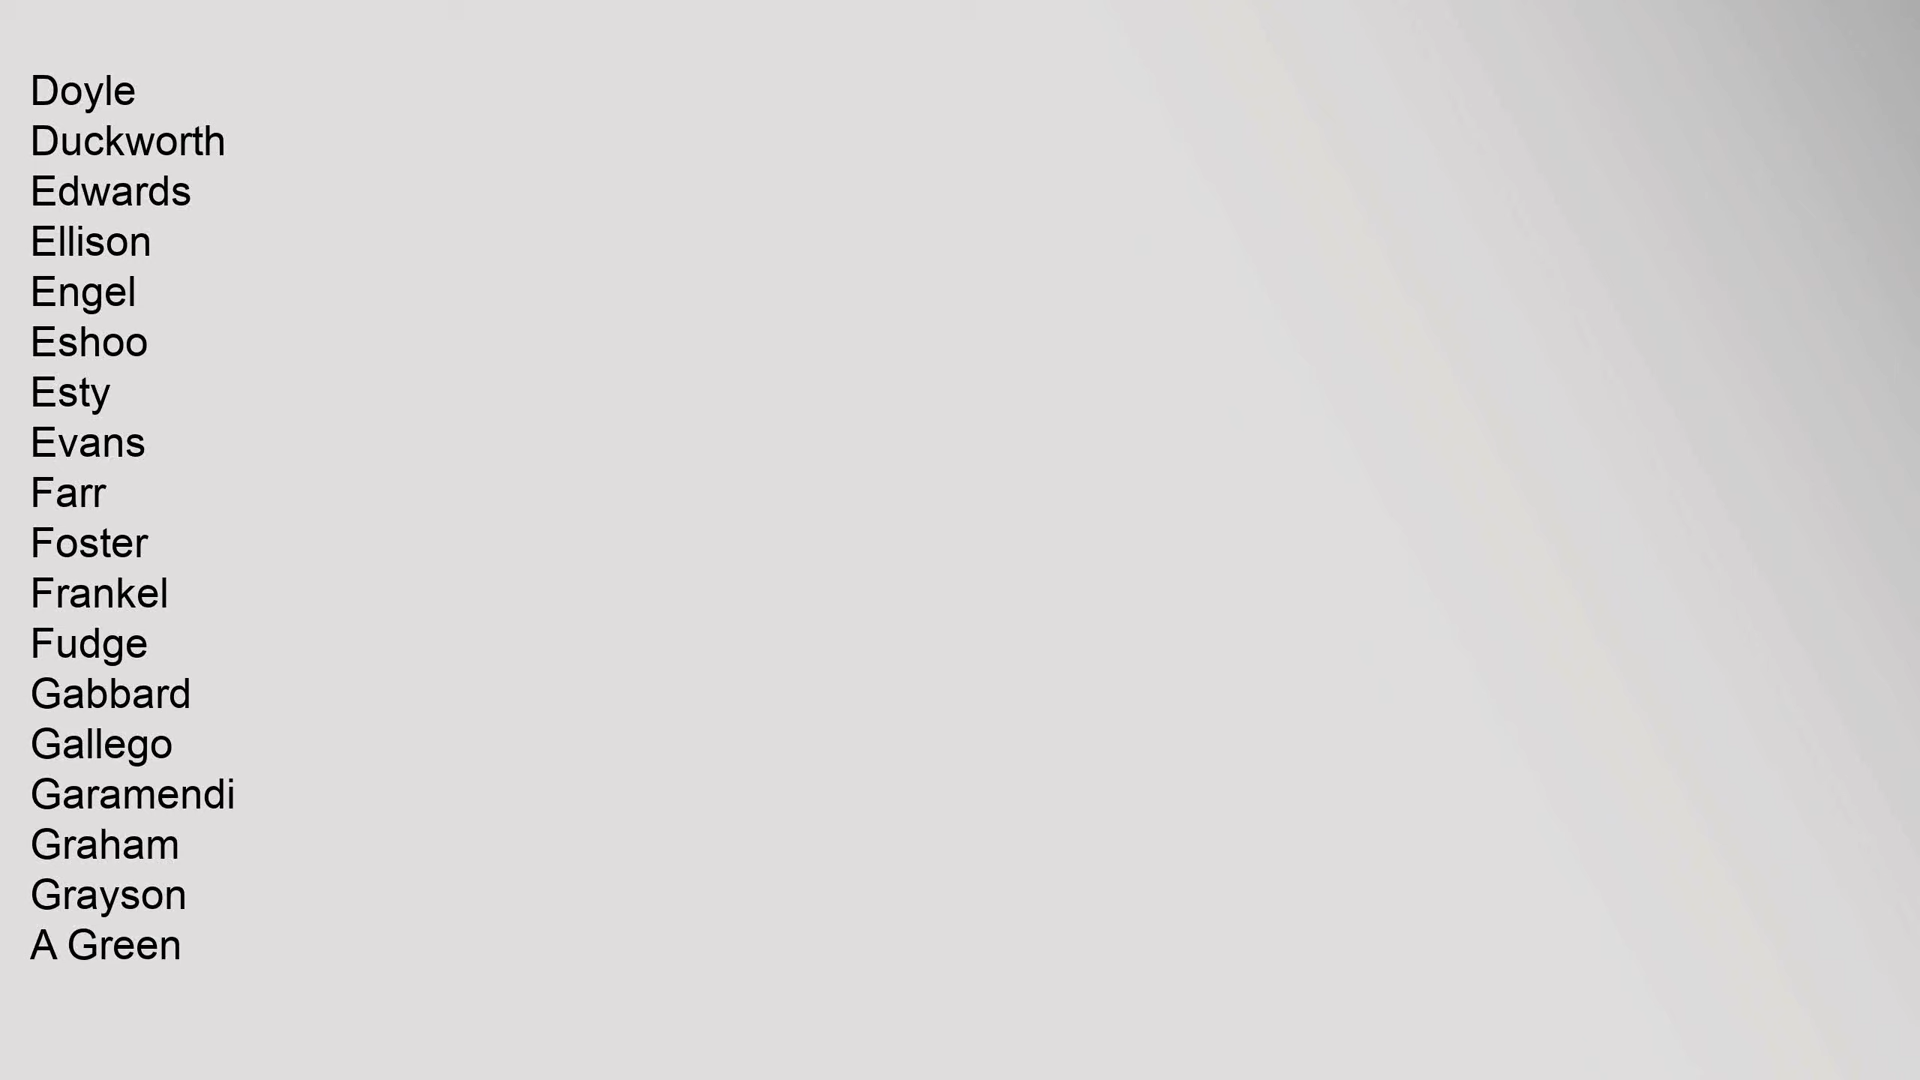 Doyle
Duckworth
Edwards
Ellison
Engel
Eshoo
Esty
Evans
Farr
Foster
Frankel
Fudge
Gabbard
Gallego
Garamendi
Graham
Grayson
A Green